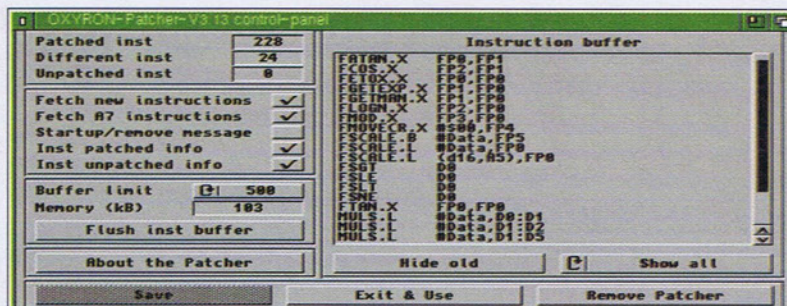 OXYRON-Patcher-V3.13 control-panel
Patched inst 228
Different inst 24
Unpatched inst 0
Fetch new instructions
Fetch A7 instructions
Startup/remove message
Inst patched info
Inst unpatched info
Buffer limit 500
Memory (kB) 103
Flush inst buffer
About the Patcher
Instruction buffer
FATAN.X FP0,FP1
FCOS.X FP2,FP1
FETOX.X FP0,FP0
FGETEXP.X FP1,FP0
FGETMAN.X FP1,FP0
FLOGN.X FP2,FP0
FMOD.X FP3,FP0
FMOVECR.X #$00,FP4
FSCALE.B #Data,FP5
FSCALE.L #Data,FP0
FSCALE.L (d16,A5),FP0
FSGT D0
FSLE D0
FSLT D0
FSNE D0
FTAN.X FP0,FP0
MULS.L #Data,D0:D1
MULS.L #Data,D1:D2
MULS.L #Data,D1:D5
Hide old
Show all
Save
Exit & Use
Remove Patcher